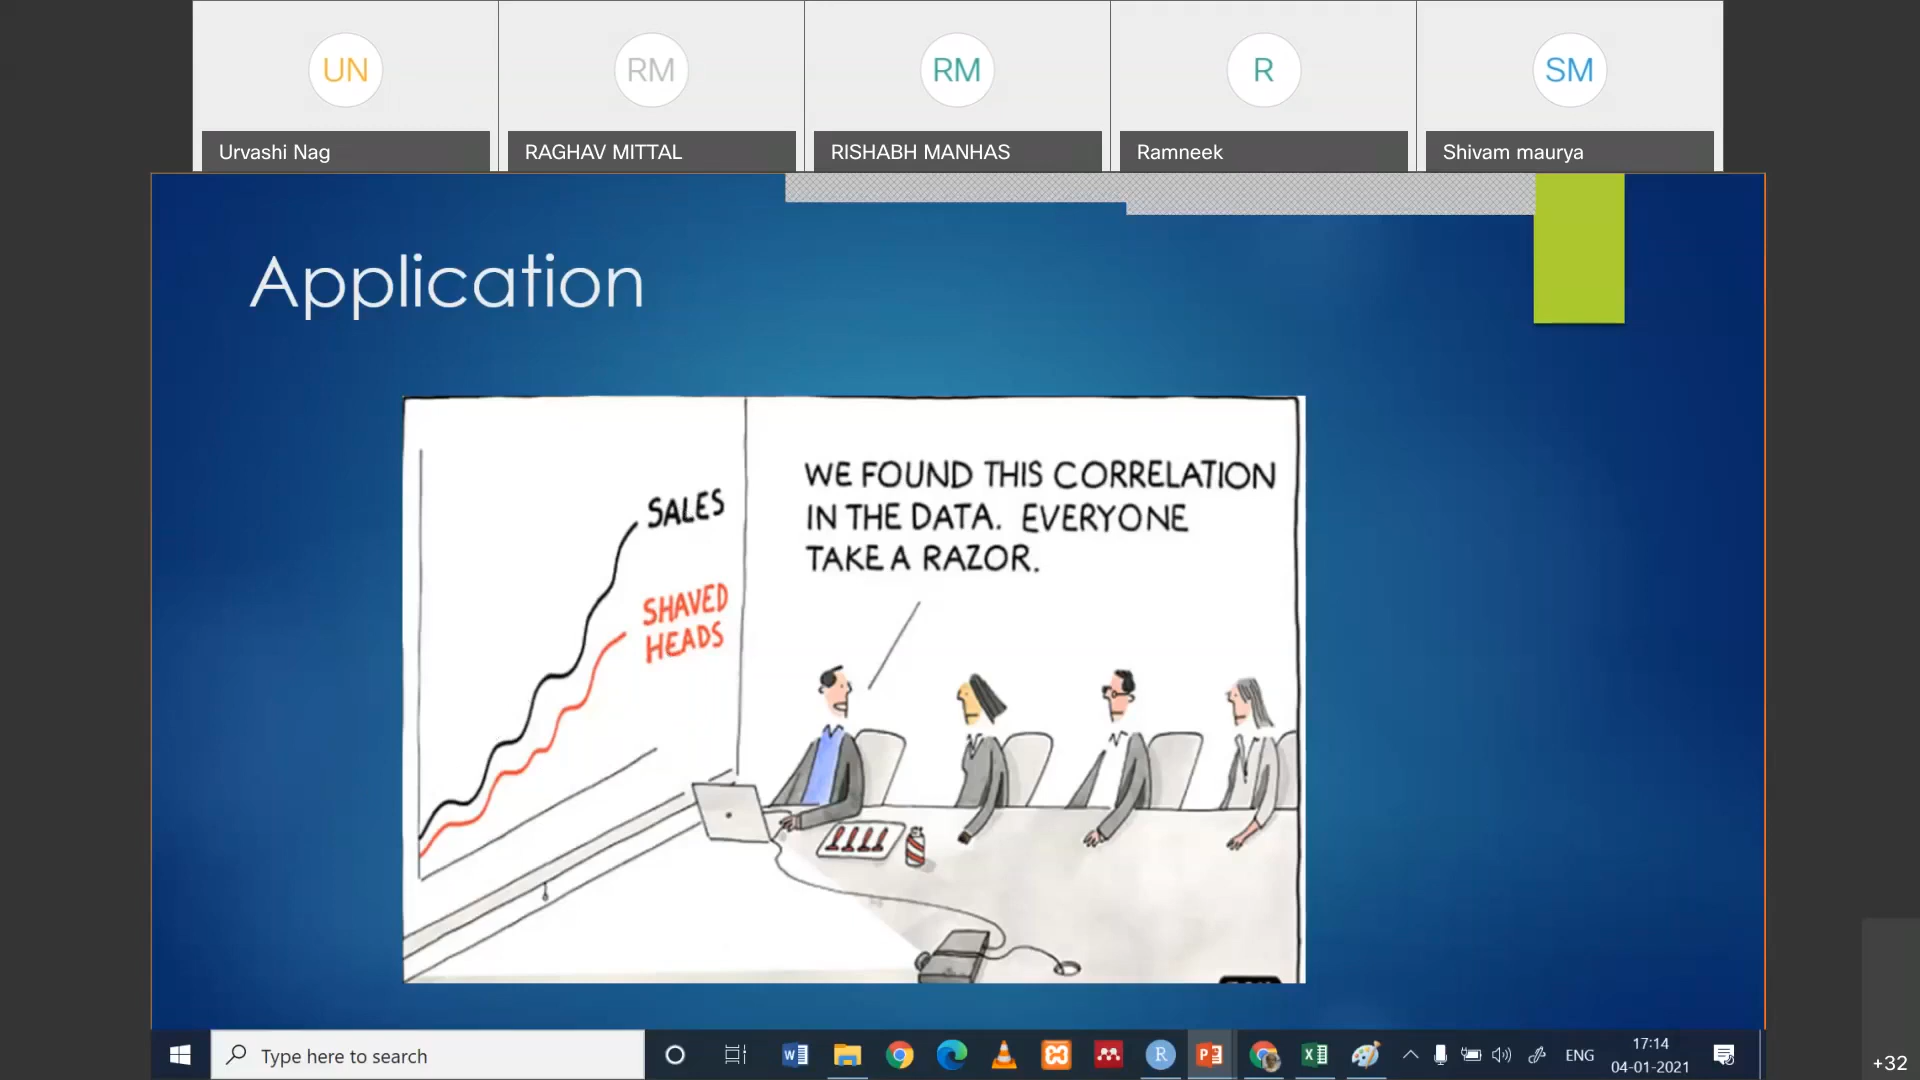 UN
RM
RM
R
SM
Urvashi Nag
RAGHAV MITTAL
RISHABH MANHAS
Ramneek
Shivam maurya
Application
SALES
SHAVED
HEADS
WE FOUND THIS CORRELATION
IN THE DATA. EVERYONE
TAKE A RAZOR.
Type here to search
ENG
17:14
04-01-2021
+32